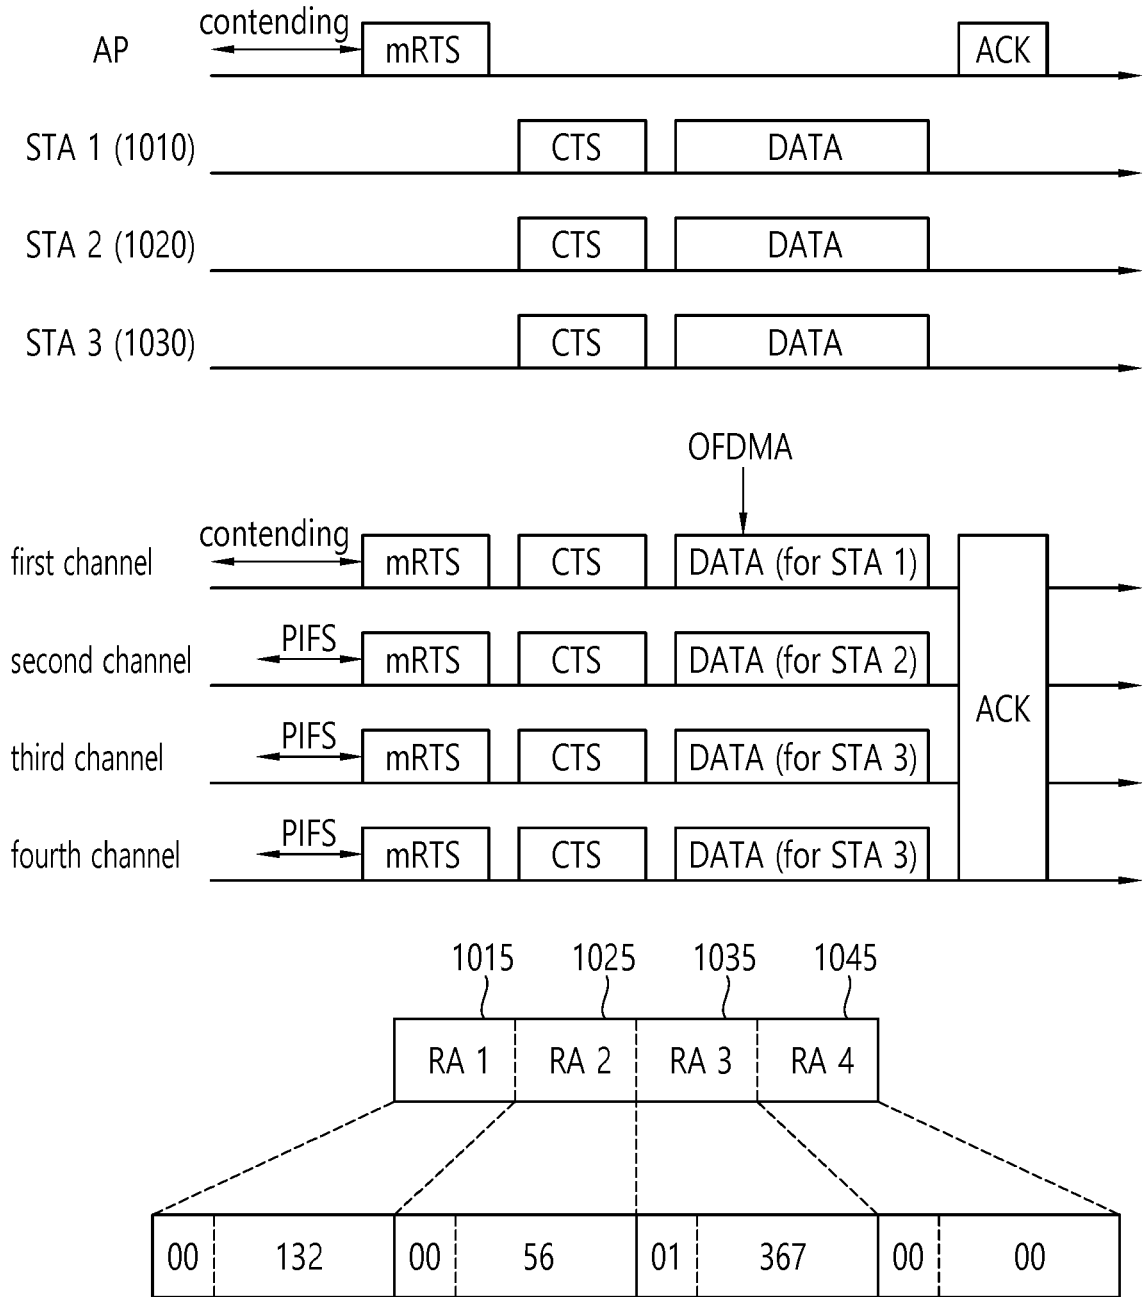 contending
AP mRTS ACK
STA 1 (1010) CTS DATA
STA 2 (1020) CTS DATA
STA 3 (1030) CTS DATA
OFDMA
contending
first channel mRTS CTS DATA (for STA 1)
PIFS
second channel mRTS CTS DATA (for STA 2)
ACK
PIFS
third channel mRTS CTS DATA (for STA 3)
PIFS
fourth channel mRTS CTS DATA (for STA 3)
1015 1025 1035 1045
RA 1 RA 2 RA 3 RA 4
00 132 00 56 01 367 00 00